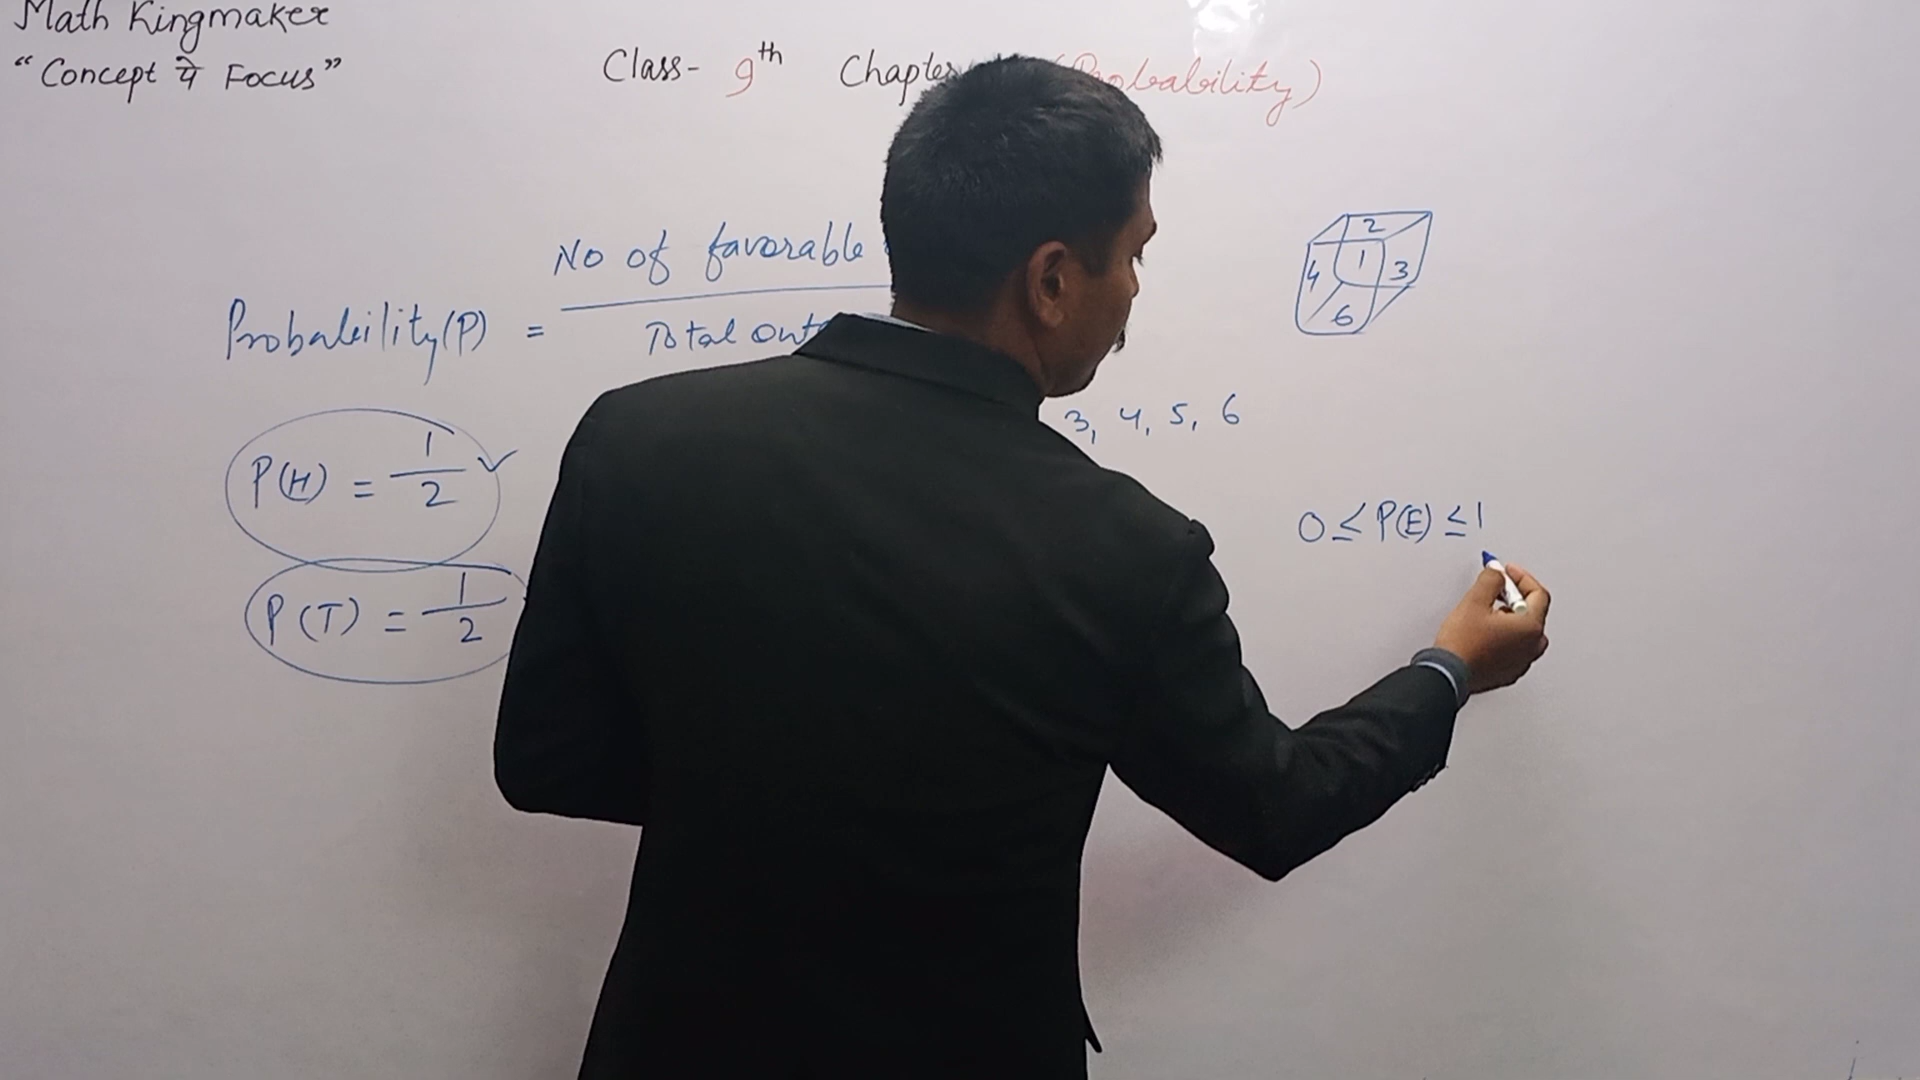 Math Kingmaker
“Concept पे Focus”
Class- 9th Chapter (Probability)
No of favorable
Probability(P) =
Total
2
4 1 3
6
3, 4, 5, 6
P(H) = 1/2 ✓
0 ≤ P(E) ≤ 1
P(T) = 1/2